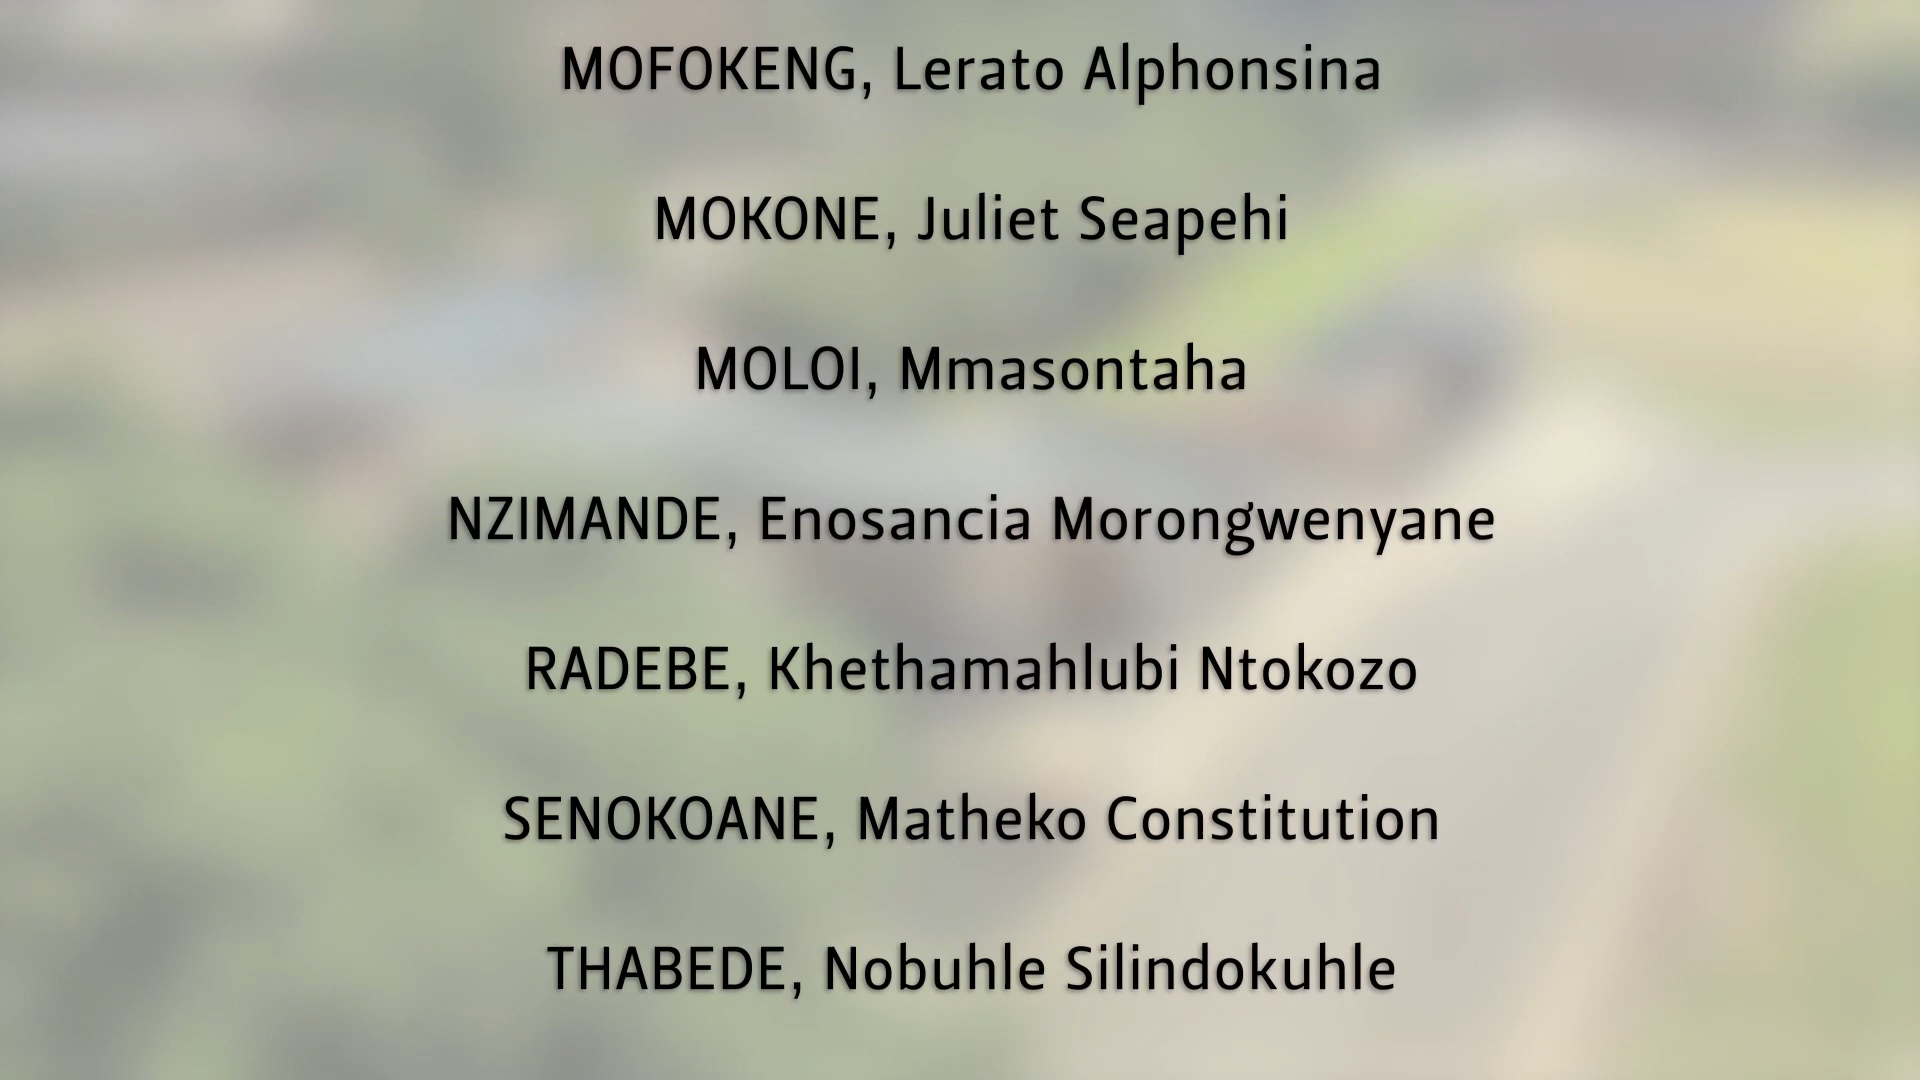 MOFOKENG, Lerato Alphonsina
MOKONE, Juliet Seapehi
MOLOI, Mmasontaha
NZIMANDE, Enosancia Morongwenyane
RADEBE, Khethamahlubi Ntokozo
SENOKOANE, Matheko Constitution
THABEDE, Nobuhle Silindokuhle